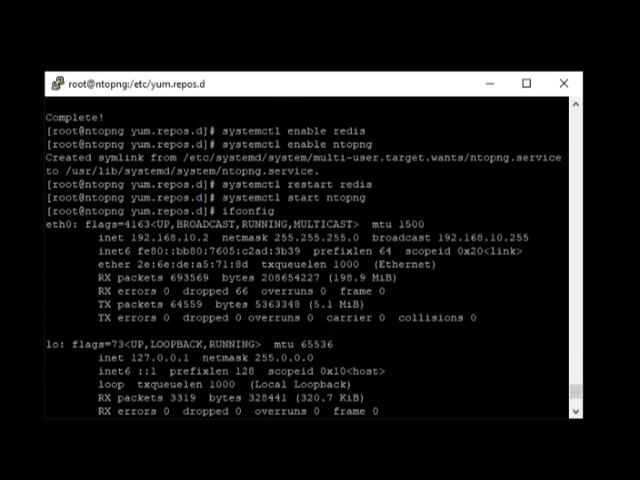 root@ntopng:/etc/yum.repos.d
Complete!
[root@ntopng yum.repos.d]# systemctl enable redis
[root@ntopng yum.repos.d]# systemctl enable ntopng
Created symlink from /etc/systemd/system/multi-user.target.wants/ntopng.service
to /usr/lib/systemd/system/ntopng.service.
[root@ntopng yum.repos.d]# systemctl restart redis
[root@ntopng yum.repos.d]# systemctl start ntopng
[root@ntopng yum.repos.d]# ifconfig
eth0: flags=4163<UP,BROADCAST,RUNNING,MULTICAST>  mtu 1500
inet 192.168.10.2  netmask 255.255.255.0  broadcast 192.168.10.255
inet6 fe80::bb80:7605:c2ad:3b39  prefixlen 64  scopeid 0x20<link>
ether 2e:6e:de:a5:71:8d  txqueuelen 1000  (Ethernet)
RX packets 693569  bytes 208654227 (198.9 MiB)
RX errors 0  dropped 66  overruns 0  frame 0
TX packets 64559  bytes 5363348 (5.1 MiB)
TX errors 0  dropped 0 overruns 0  carrier 0  collisions 0
lo: flags=73<UP,LOOPBACK,RUNNING>  mtu 65536
inet 127.0.0.1  netmask 255.0.0.0
inet6 ::1  prefixlen 128  scopeid 0x10<host>
loop  txqueuelen 1000  (Local Loopback)
RX packets 3319  bytes 328441 (320.7 KiB)
RX errors 0  dropped 0  overruns 0  frame 0